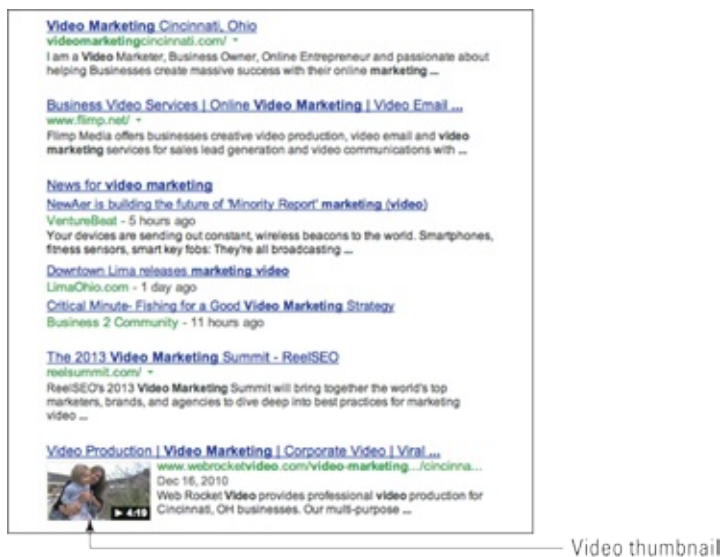 Video Marketing Cincinnati, Ohio
videomarketingcincinnati.com/
I am a Video Marketer, Business Owner, Online Entrepreneur and passionate about
helping Businesses create massive success with their online marketing ...
Business Video Services | Online Video Marketing | Video Email ...
www.flimp.net/
Flimp Media offers businesses creative video production, video email and video
marketing services for sales lead generation and video communications with ...
News for video marketing
NewAer is building the future of 'Minority Report' marketing (video)
VentureBeat - 5 hours ago
Your devices are sending out constant, wireless beacons to the world. Smartphones,
fitness sensors, smart key fobs: They're all broadcasting ...
Downtown Lima releases marketing video
LimaOhio.com - 1 day ago
Critical Minute- Fishing for a Good Video Marketing Strategy
Business 2 Community - 11 hours ago
The 2013 Video Marketing Summit - ReelSEO
reelsummit.com/
ReelSEO's 2013 Video Marketing Summit will bring together the world's top
marketers, brands, and agencies to dive deep into best practices for marketing
video ...
Video Production | Video Marketing | Corporate Video | Viral ...
www.webrocketvideo.com/video-marketing.../cincinna...
Dec 16, 2010
Web Rocket Video provides professional video production for
Cincinnati, OH businesses. Our multi-purpose ...
4:19
Video thumbnail